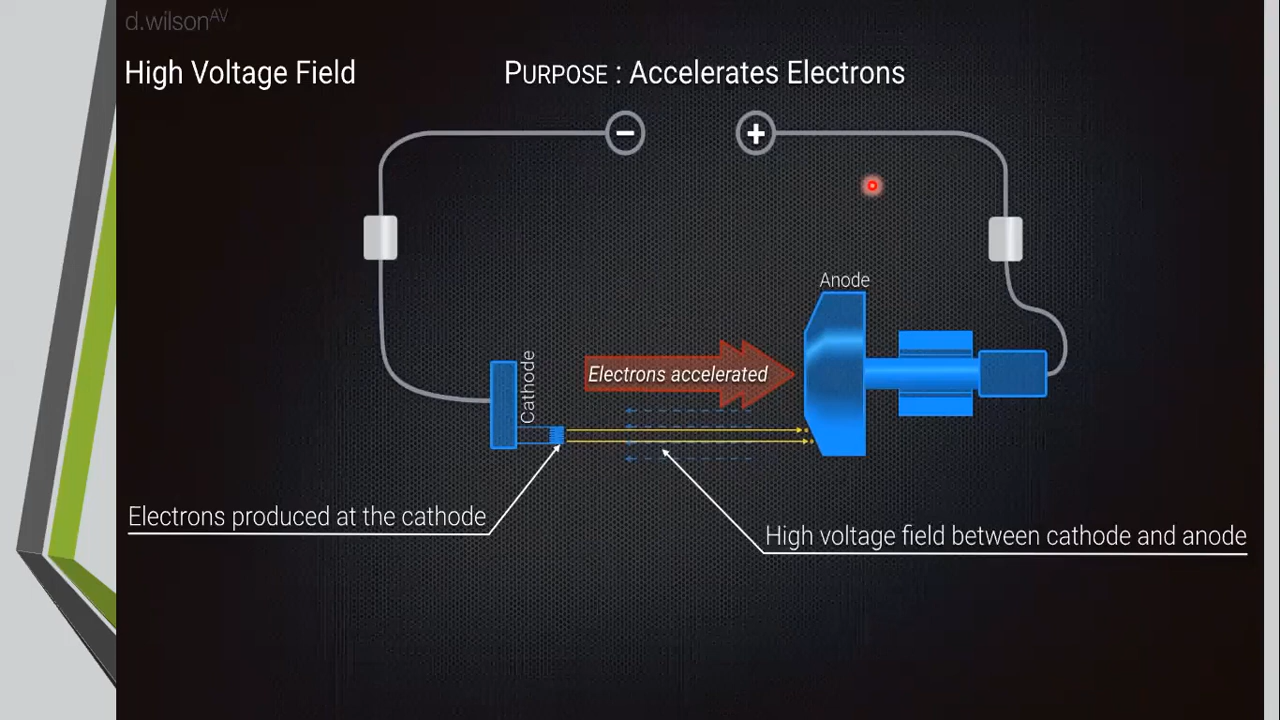 d.wilsonAV
High Voltage Field
PURPOSE : Accelerates Electrons
− +
Anode
Cathode
Electrons accelerated
Electrons produced at the cathode
High voltage field between cathode and anode